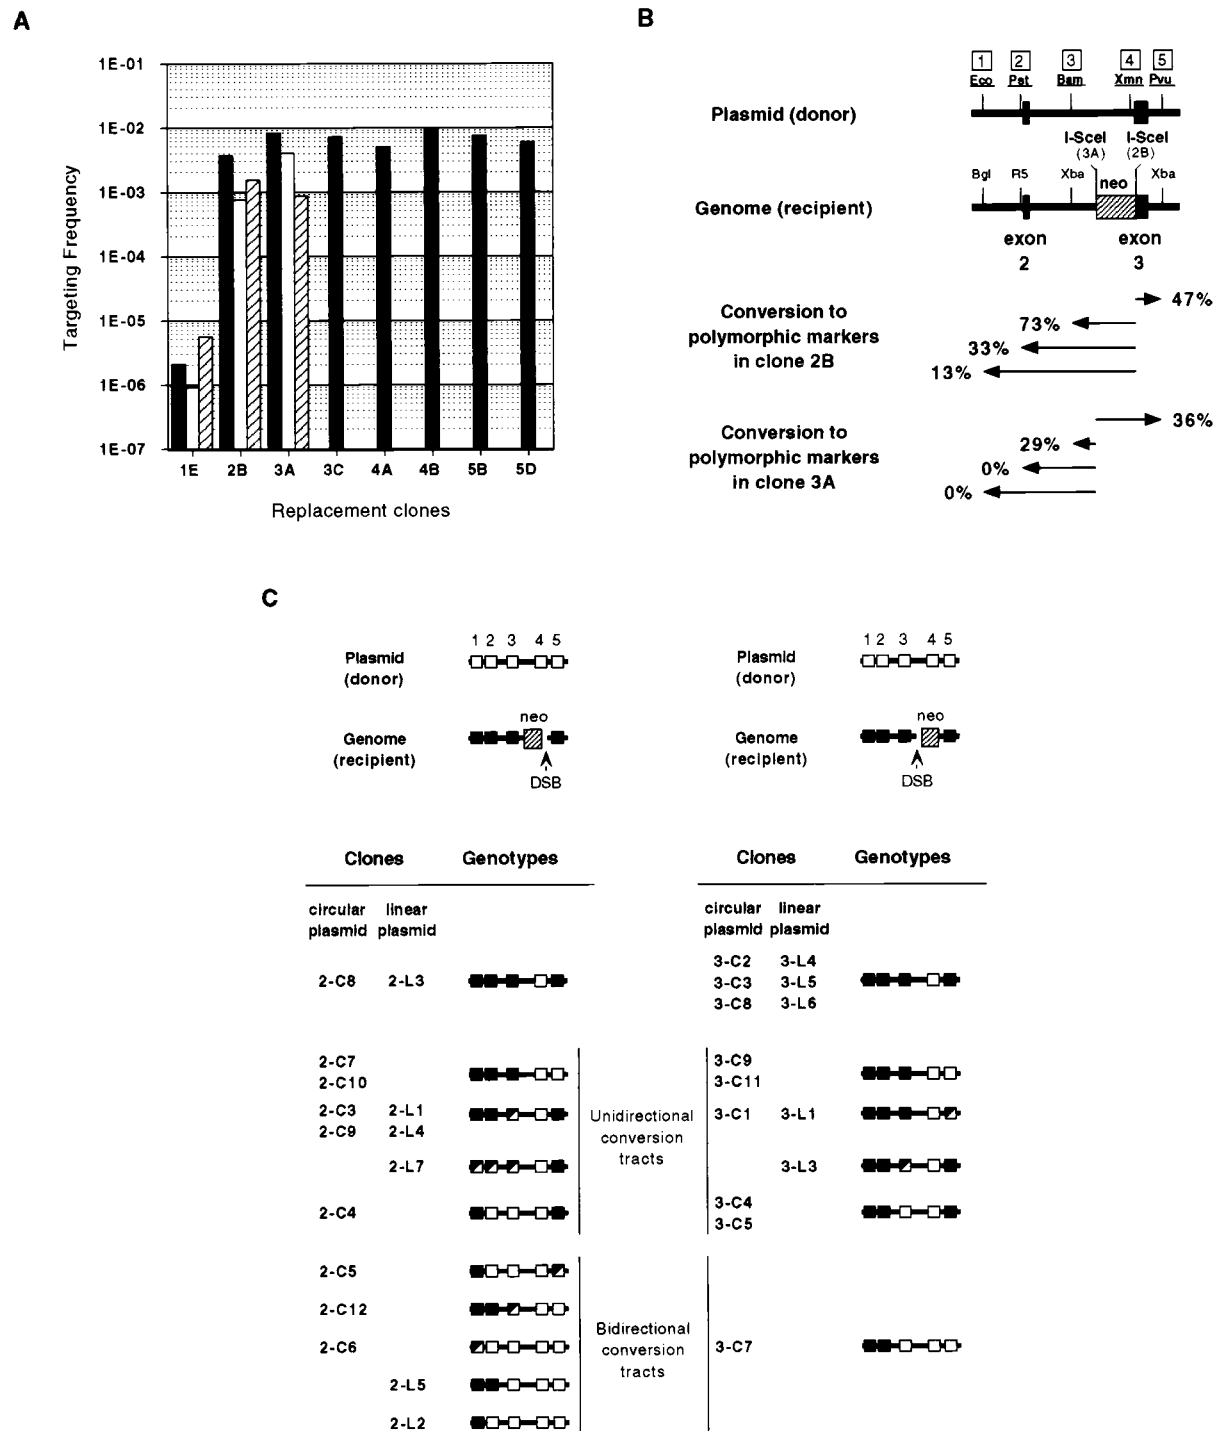 A
1E-01
1E-02
1E-03
1E-04
1E-05
1E-06
1E-07
Targeting Frequency
1E 2B 3A 3C 4A 4B 5B 5D
Replacement clones
B
1 2 3 4 5
Eco Pst Bam Xmn Pvu
Plasmid (donor)
I-SceI I-SceI
(3A) (2B)
Bgl R5 Xba neo Xba
Genome (recipient)
exon exon
2 3
Conversion to
polymorphic markers
in clone 2B
47%
73%
33%
13%
Conversion to
polymorphic markers
in clone 3A
36%
29%
0%
0%
C
1 2 3 4 5
Plasmid
(donor)
neo
Genome
(recipient)
DSB
Clones Genotypes
circular linear
plasmid plasmid
2-C8 2-L3
2-C7
2-C10
2-C3 2-L1
2-C9 2-L4
2-L7
2-C4
2-C5
2-C12
2-C6
2-L5
2-L2
Unidirectional
conversion
tracts
Bidirectional
conversion
tracts
1 2 3 4 5
Plasmid
(donor)
neo
Genome
(recipient)
DSB
Clones Genotypes
circular linear
plasmid plasmid
3-C2 3-L4
3-C3 3-L5
3-C8 3-L6
3-C9
3-C11
3-C1 3-L1
3-L3
3-C4
3-C5
3-C7